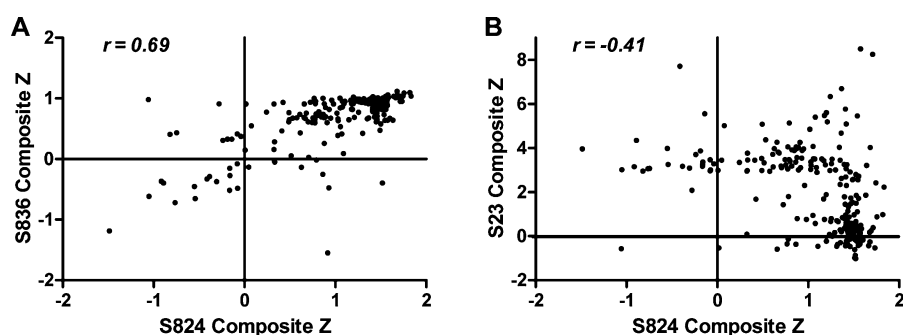 A
r = 0.69
S836 Composite Z
2
1
0
-1
-2
-2 -1 0 1 2
S824 Composite Z
B
r = -0.41
S23 Composite Z
8
6
4
2
0
-2
-2 -1 0 1 2
S824 Composite Z